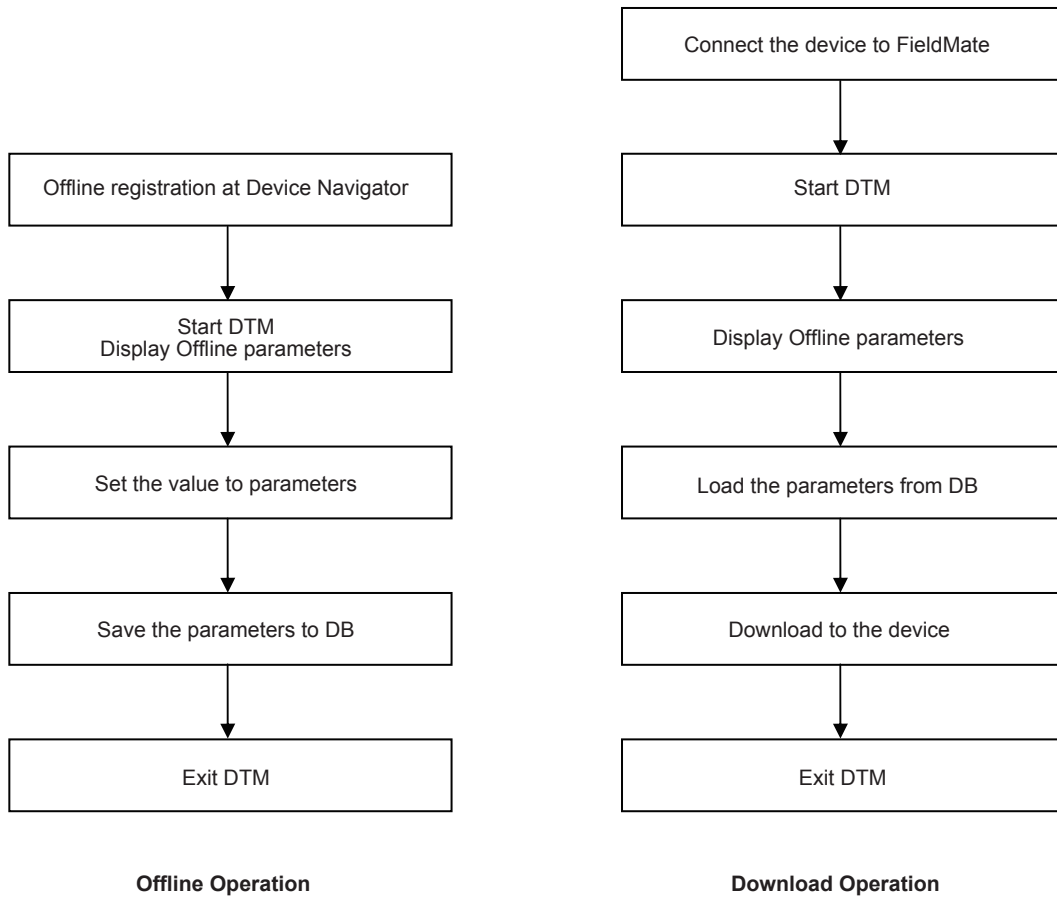 Offline registration at Device Navigator
Start DTM
Display Offline parameters
Set the value to parameters
Save the parameters to DB
Exit DTM
Offline Operation
Connect the device to FieldMate
Start DTM
Display Offline parameters
Load the parameters from DB
Download to the device
Exit DTM
Download Operation